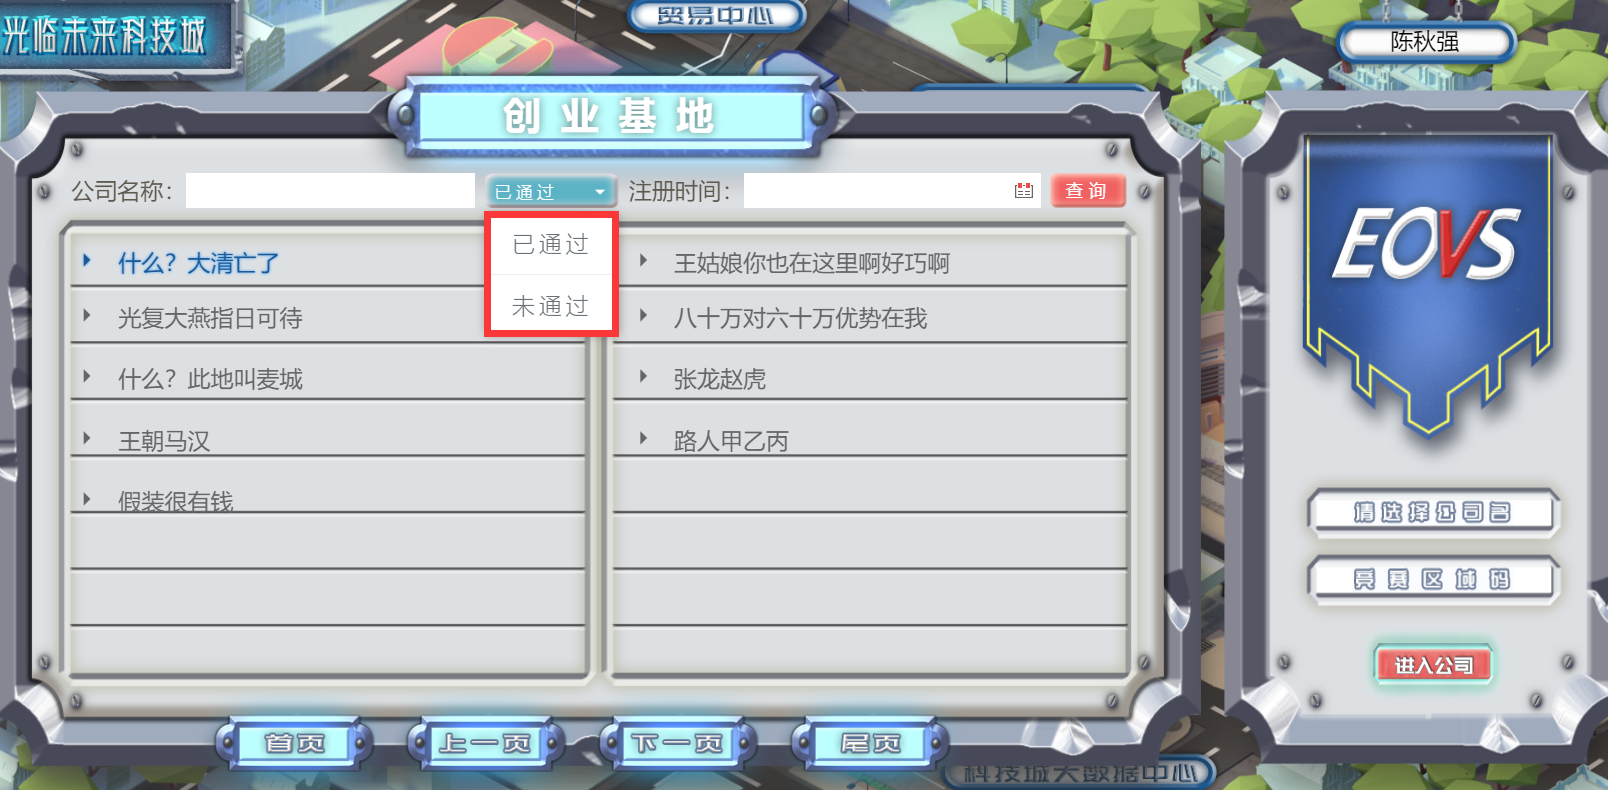 光临未来科技城
贸易中心
陈秋强
创业基地
公司名称：
已通过
注册时间：
查询
已通过
未通过
什么？大清亡了
光复大燕指日可待
什么？此地叫麦城
王朝马汉
假装很有钱
王姑娘你也在这里啊好巧啊
八十万对六十万优势在我
张龙赵虎
路人甲乙丙
EOVS
请选择公司名
竞赛区域码
进入公司
首页
上一页
下一页
尾页
科技城大数据中心